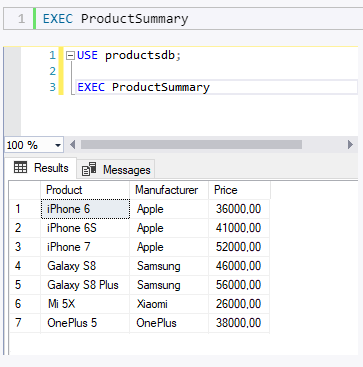 1 EXEC ProductSummary
1 USE productsdb;
2
3 EXEC ProductSummary
100 %
Results Messages
Product Manufacturer Price
1 iPhone 6 Apple 36000,00
2 iPhone 6S Apple 41000,00
3 iPhone 7 Apple 52000,00
4 Galaxy S8 Samsung 46000,00
5 Galaxy S8 Plus Samsung 56000,00
6 Mi 5X Xiaomi 26000,00
7 OnePlus 5 OnePlus 38000,00